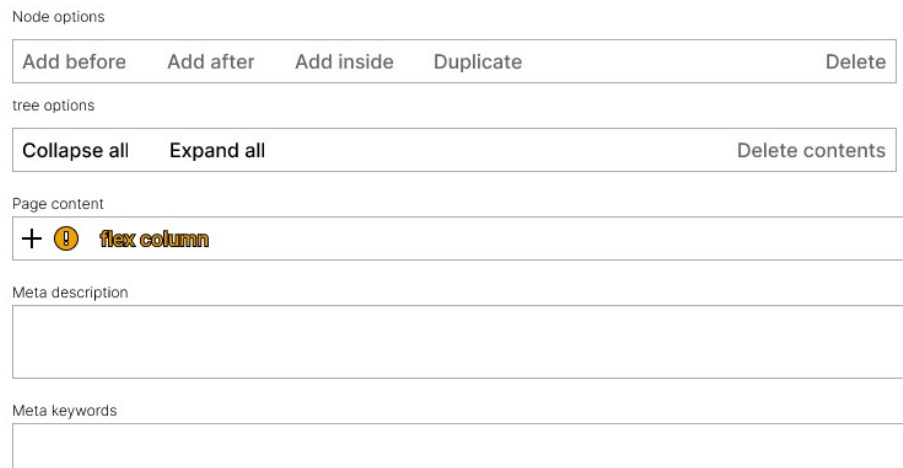 Node options
Add before Add after Add inside Duplicate Delete
tree options
Collapse all Expand all Delete contents
Page content
+ ! flex column
Meta description
Meta keywords